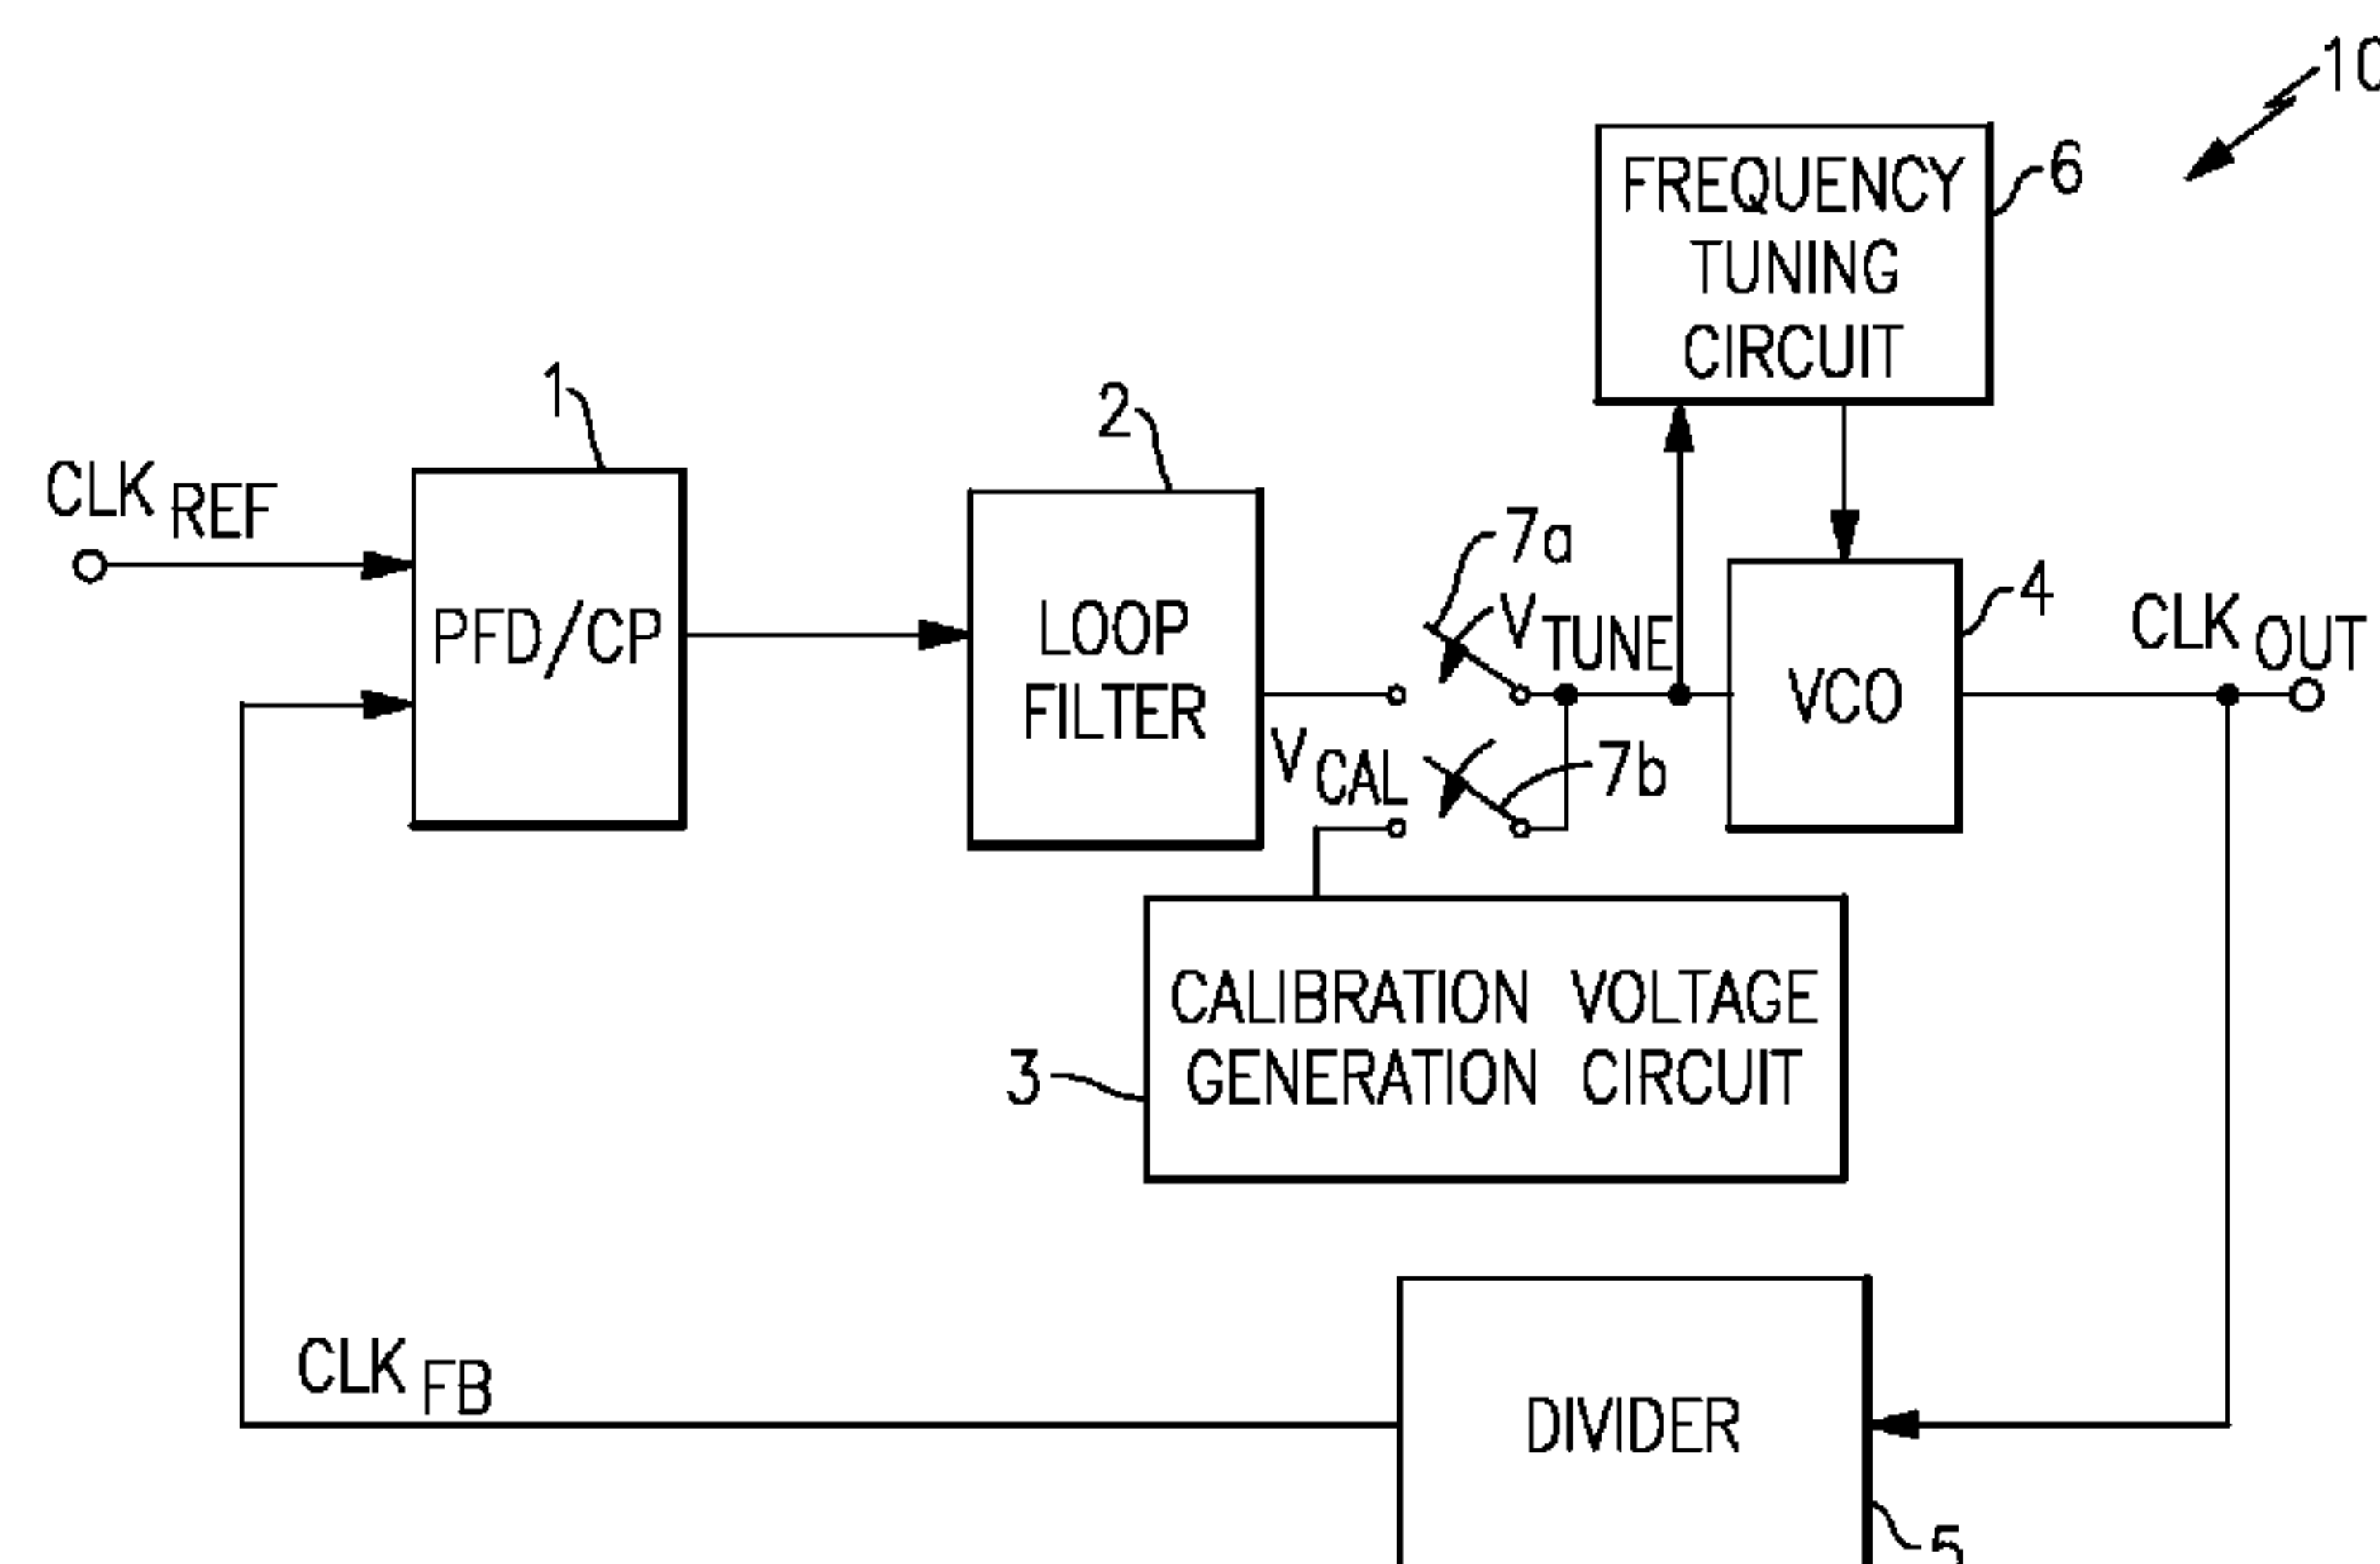 10
FREQUENCY
TUNING
CIRCUIT
6
1
2
CLK REF
7a
PFD/CP
LOOP
FILTER
V TUNE
4
VCO
CLK OUT
V CAL
7b
CALIBRATION VOLTAGE
GENERATION CIRCUIT
3
CLK FB
DIVIDER
5